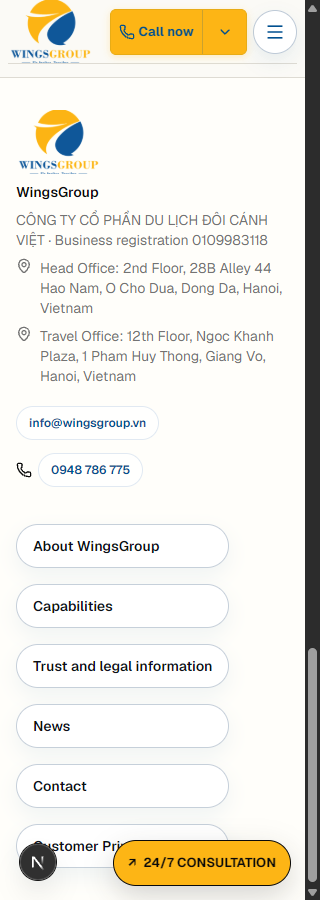 WINGSGROUP
Call now
WINGSGROUP
WingsGroup
CÔNG TY CỔ PHẦN DU LỊCH ĐÔI CÁNH
VIỆT · Business registration 0109983118
Head Office: 2nd Floor, 28B Alley 44
Hao Nam, O Cho Dua, Dong Da, Hanoi,
Vietnam
Travel Office: 12th Floor, Ngoc Khanh
Plaza, 1 Pham Huy Thong, Giang Vo,
Hanoi, Vietnam
info@wingsgroup.vn
0948 786 775
About WingsGroup
Capabilities
Trust and legal information
News
Contact
Customer
N
24/7 CONSULTATION